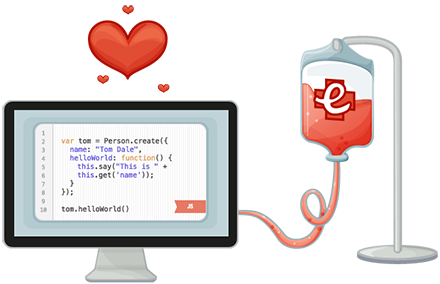 1
2 var tom = Person.create({
3 name: "Tom Dale",
4 helloWorld: function() {
5 this.say("This is " +
6 this.get('name'));
7 }
8 });
9
10 tom.helloWorld()
JS
e